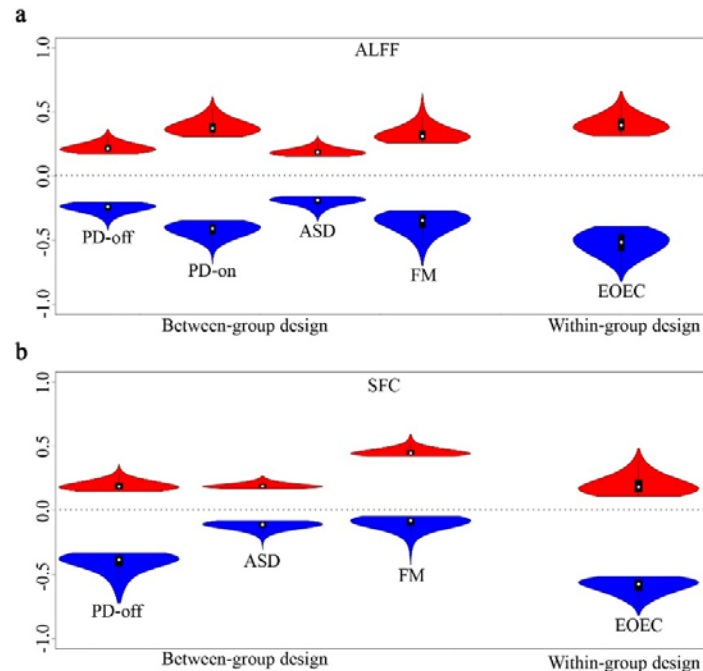 a
ALFF
1.0
0.5
0.0
-0.5
-1.0
PD-off
PD-on
ASD
FM
EOEC
Between-group design
Within-group design
b
SFC
1.0
0.5
0.0
-0.5
-1.0
PD-off
ASD
FM
EOEC
Between-group design
Within-group design